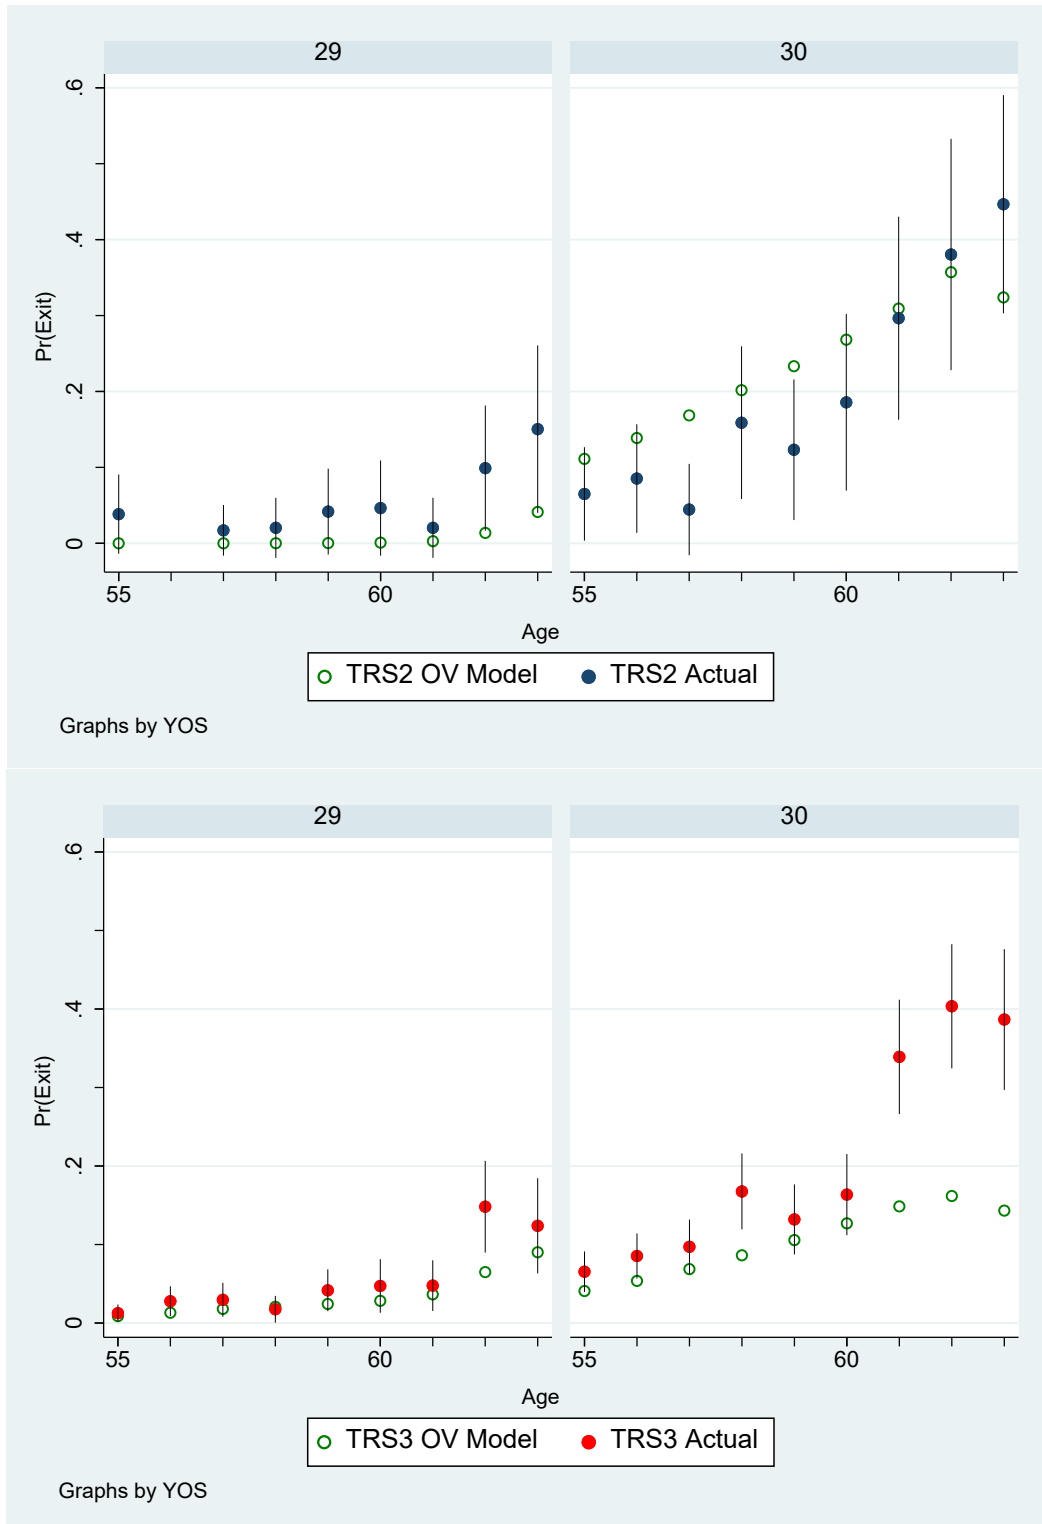 29 30
.6
.4
.2
0
Pr(Exit)
55 60 55 60
Age
TRS2 OV Model TRS2 Actual
Graphs by YOS
29 30
.6
.4
.2
0
Pr(Exit)
55 60 55 60
Age
TRS3 OV Model TRS3 Actual
Graphs by YOS